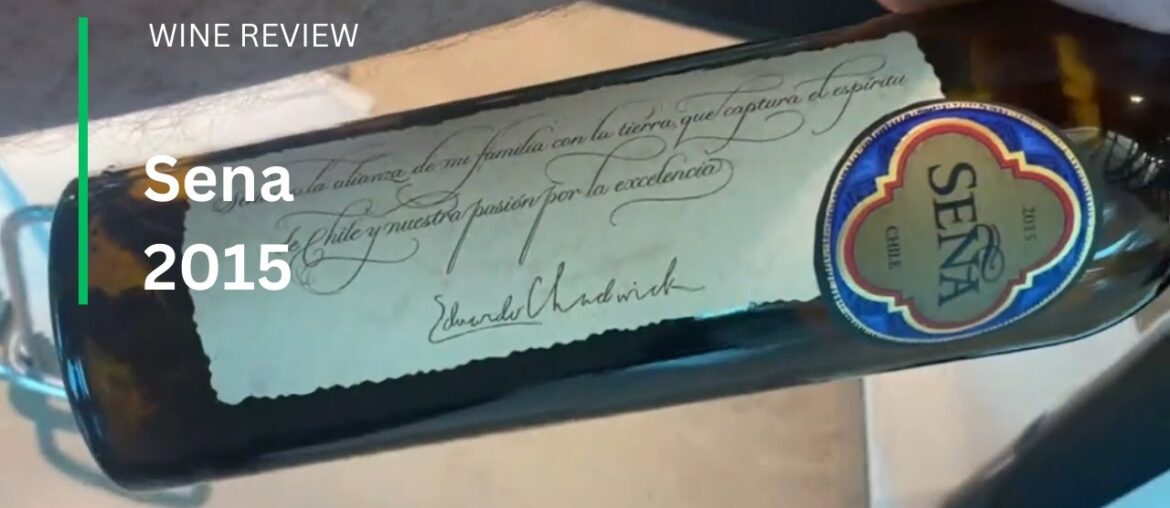 WINE REVIEW
Sena
2015
la alianza de mi familia con la tierra, que captura el espíritu
de Chile y nuestra pasión por la excelencia
Eduardo Chadwick
SEÑA
2015
CHILE